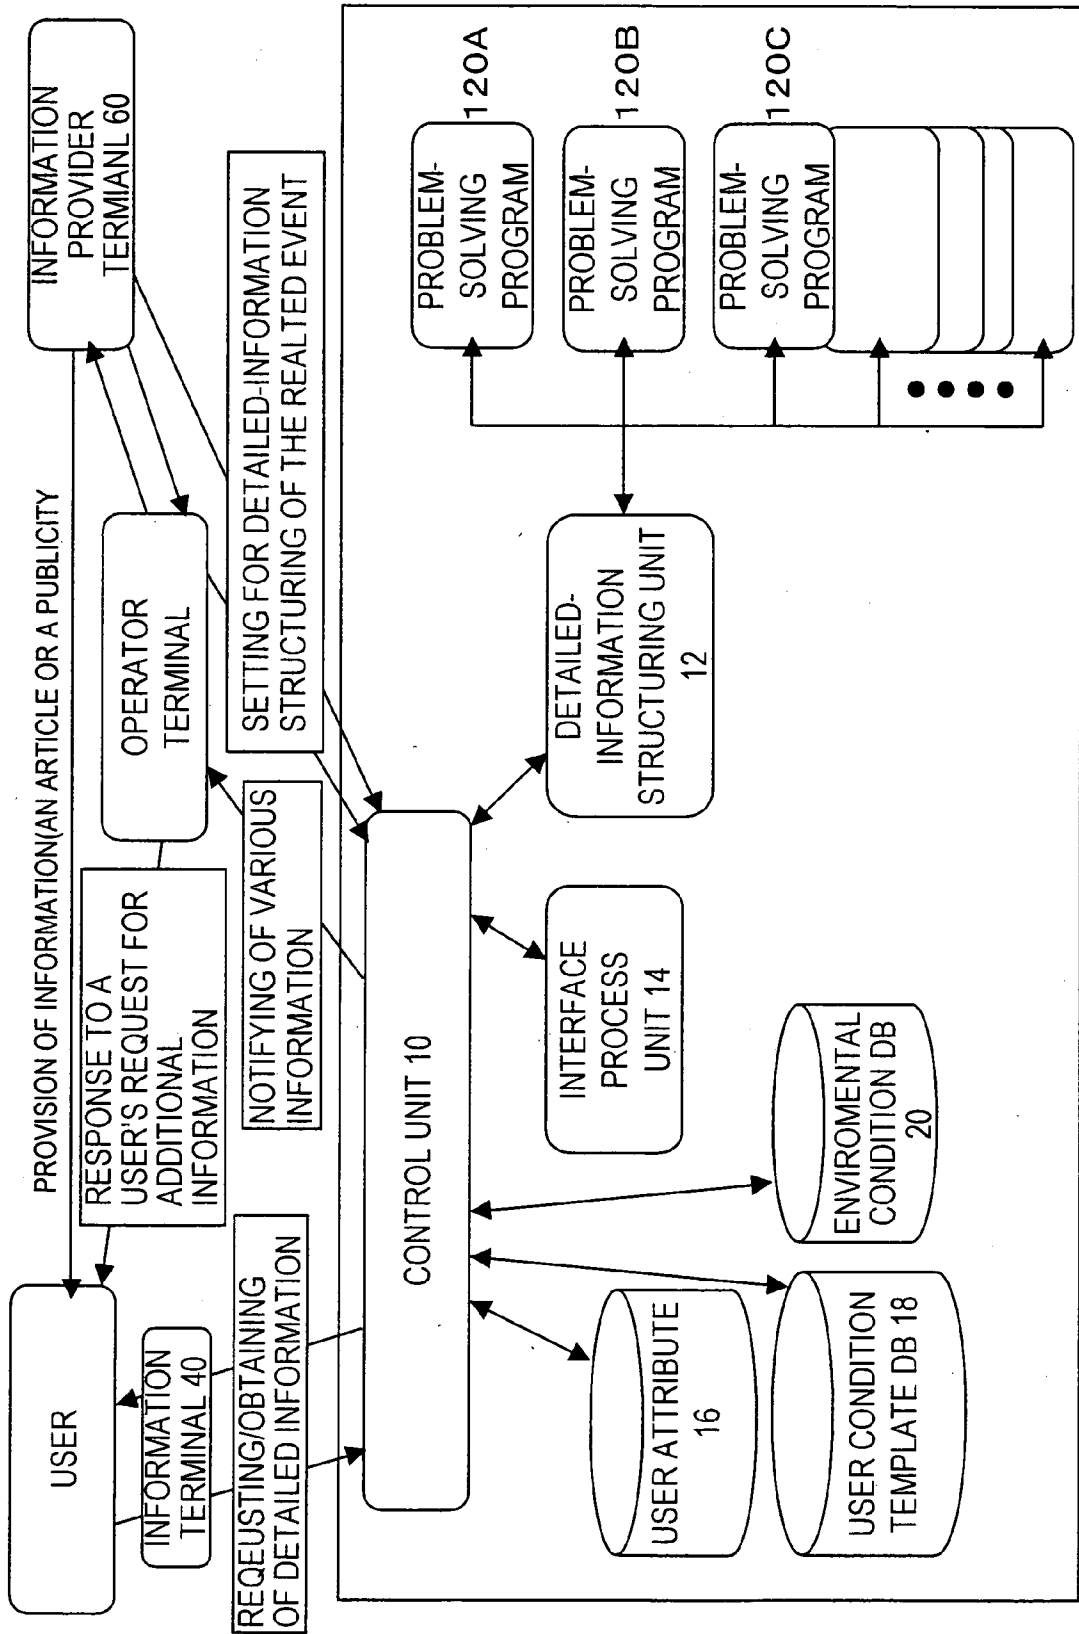 USER
INFORMATION
TERMINAL 40
REQEUSTING/OBTAINING
OF DETAILED INFORMATION
PROVISION OF INFORMATION(AN ARTICLE OR A PUBLICITY
RESPONSE TO A
USER'S REQUEST FOR
ADDITIONAL
INFORMATION
OPERATOR
TERMINAL
NOTIFYING OF VARIOUS
INFORMATION
INFORMATION
PROVIDER
TERMIANL 60
SETTING FOR DETAILED-INFORMATION
STRUCTURING OF THE REALTED EVENT
CONTROL UNIT 10
USER ATTRIBUTE
16
USER CONDITION
TEMPLATE DB 18
ENVIROMENTAL
CONDITION DB
20
INTERFACE
PROCESS
UNIT 14
DETAILED-
INFORMATION
STRUCTURING UNIT
12
PROBLEM-
SOLVING
PROGRAM
120A
PROBLEM-
SOLVING
PROGRAM
120B
PROBLEM-
SOLVING
PROGRAM
120C